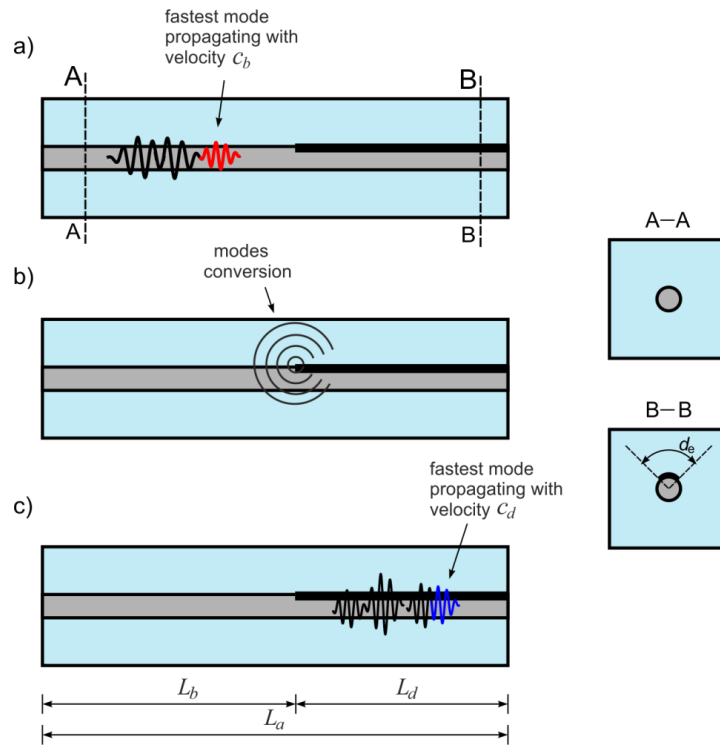 a)
fastest mode
propagating with
velocity c_b
A
B
A
B
A–A
b)
modes
conversion
B–B
d_e
c)
fastest mode
propagating with
velocity c_d
L_b
L_d
L_a